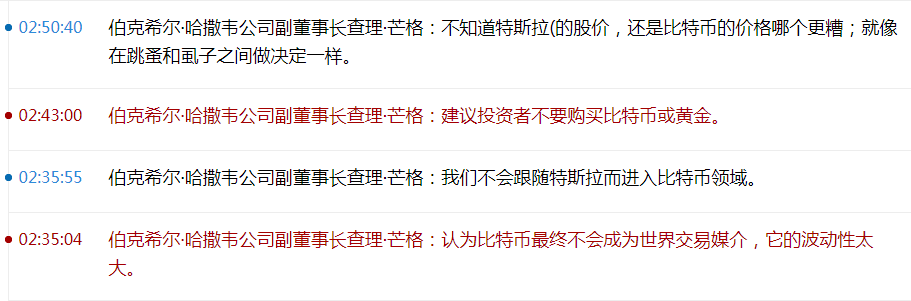 02:50:40 伯克希尔·哈撒韦公司副董事长查理·芒格：不知道特斯拉(的股价，还是比特币的价格哪个更糟；就像
在跳蚤和虱子之间做决定一样。
02:43:00 伯克希尔·哈撒韦公司副董事长查理·芒格：建议投资者不要购买比特币或黄金。
02:35:55 伯克希尔·哈撒韦公司副董事长查理·芒格：我们不会跟随特斯拉而进入比特币领域。
02:35:04 伯克希尔·哈撒韦公司副董事长查理·芒格：认为比特币最终不会成为世界交易媒介，它的波动性太
大。